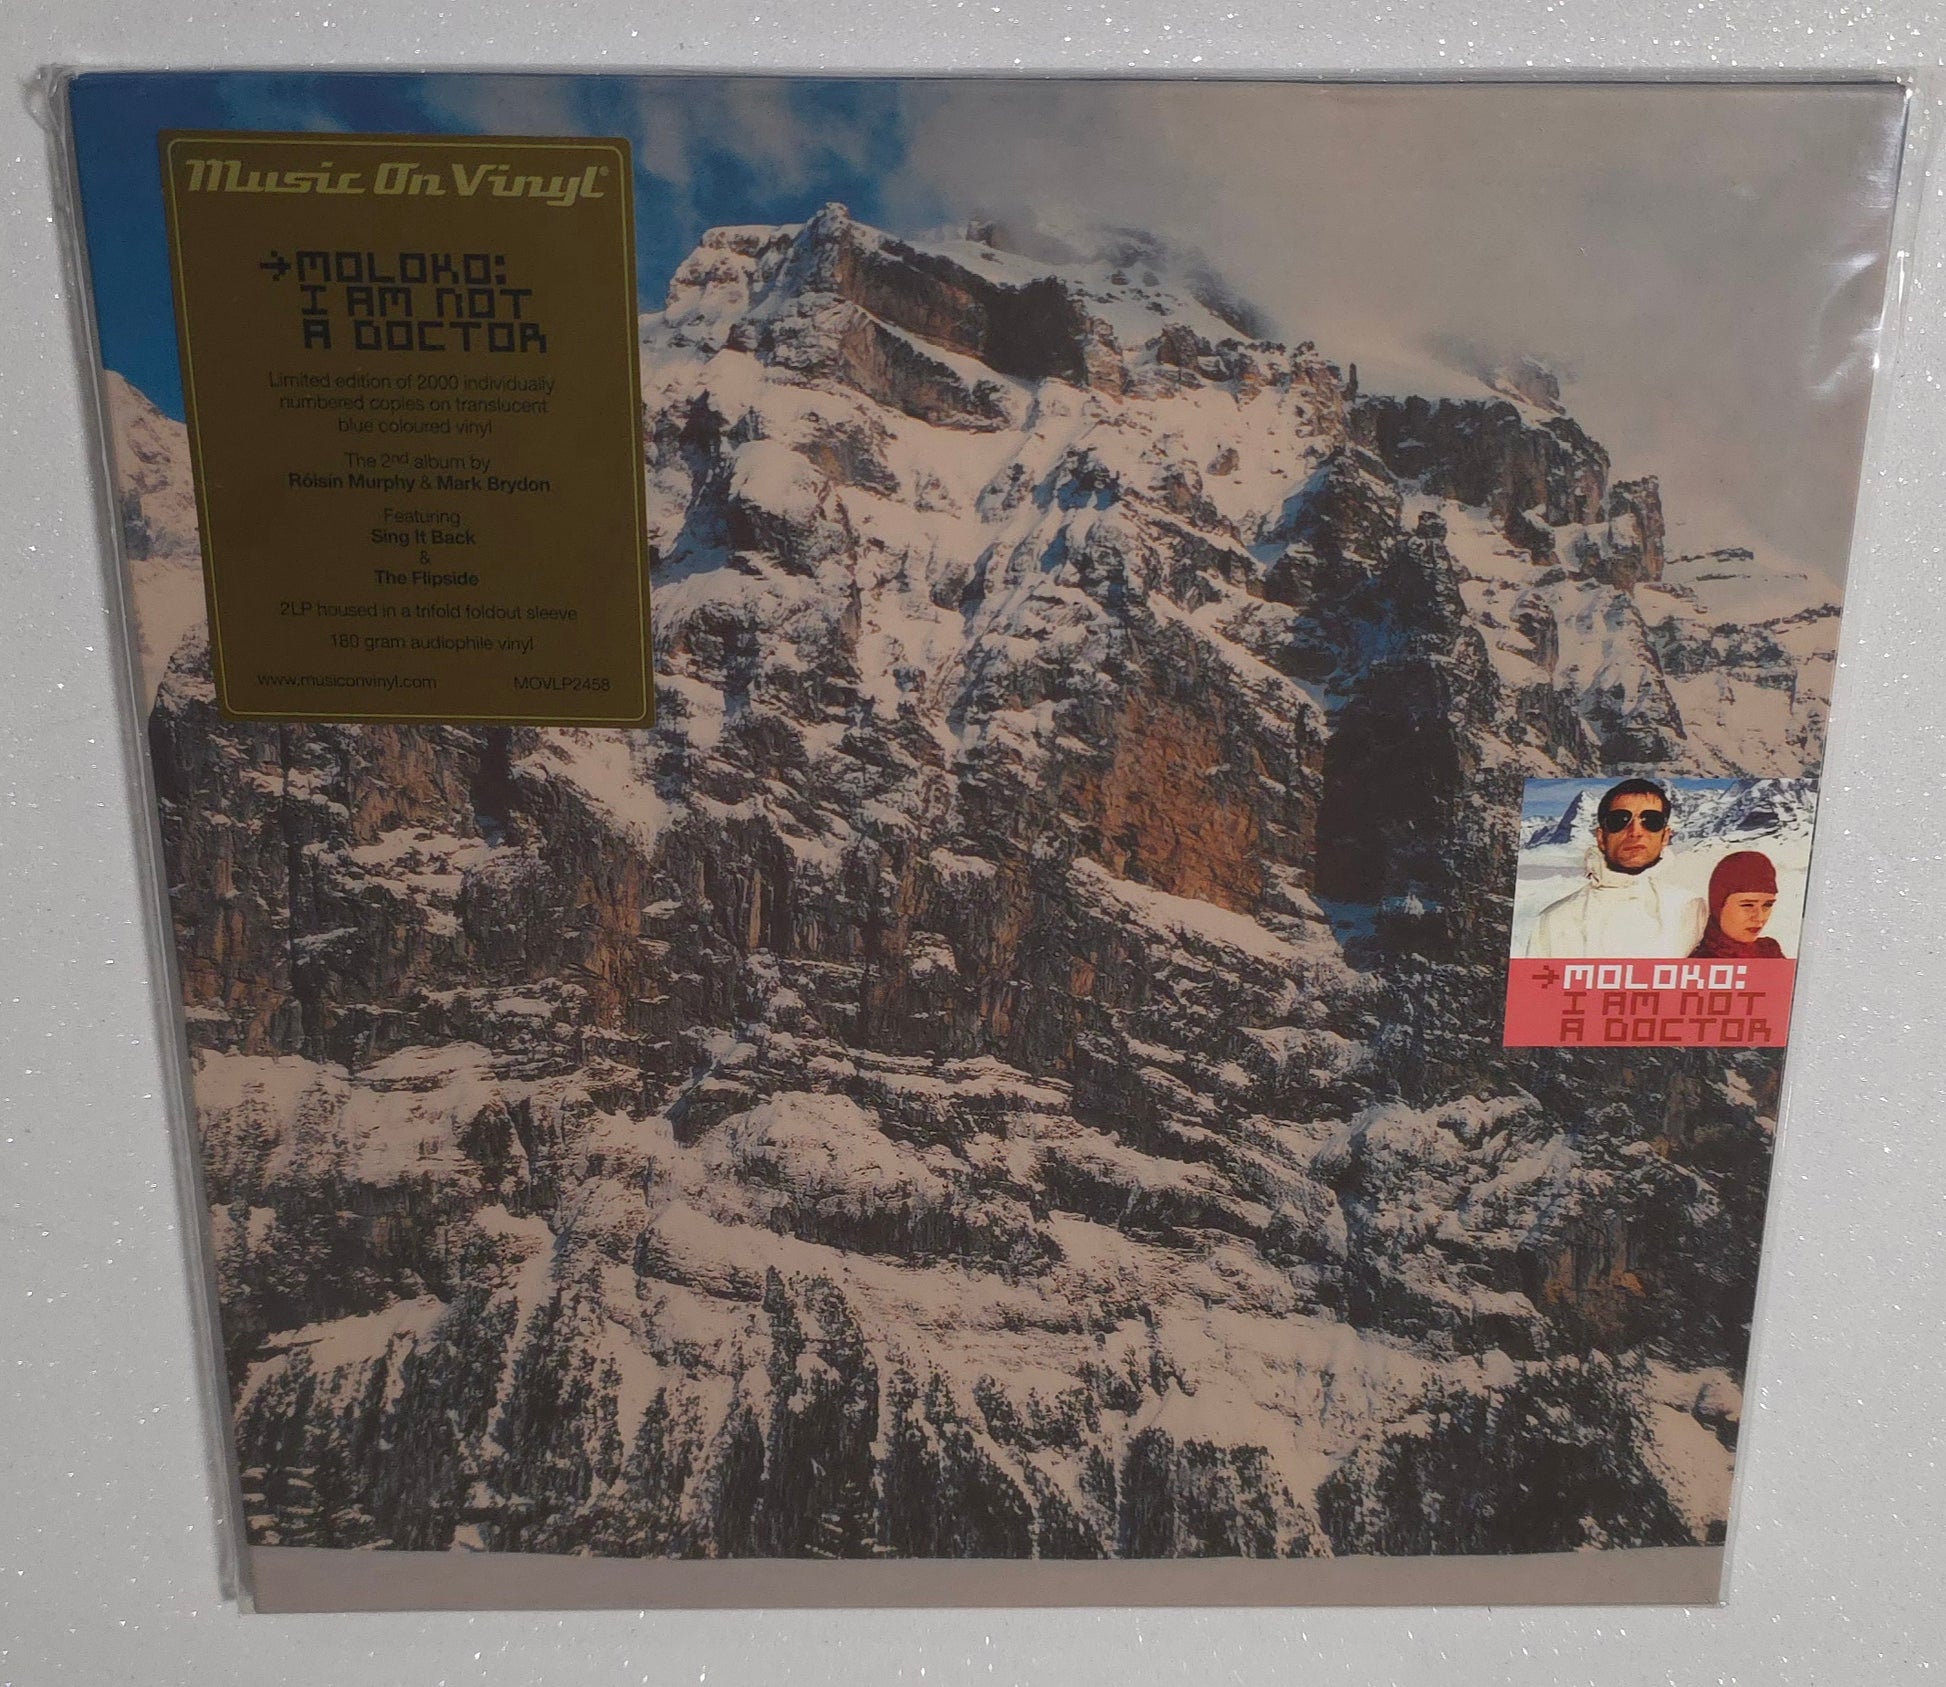 Music On Vinyl®
→MOLOKO:
I AM NOT
A DOCTOR
Limited edition of 2000 individually
numbered copies on translucent
blue coloured vinyl
The 2nd album by
Róisín Murphy & Mark Brydon
Featuring
Sing It Back
&
The Flipside
2LP housed in a trifold foldout sleeve
180 gram audiophile vinyl
www.musiconvinyl.com MOVLP2458
→MOLOKO:
I AM NOT
A DOCTOR